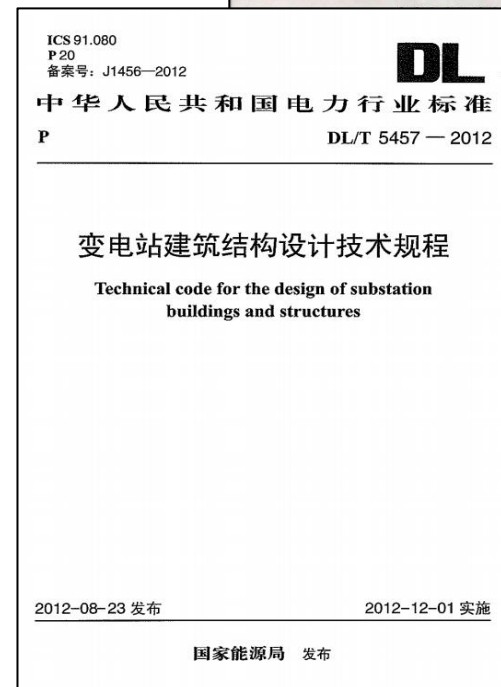 ICS 91.080
P 20
备案号：J1456—2012
DL
中华人民共和国电力行业标准
P
DL/T 5457 — 2012
变电站建筑结构设计技术规程
Technical code for the design of substation
buildings and structures
2012-08-23 发布
2012-12-01 实施
国家能源局 发布